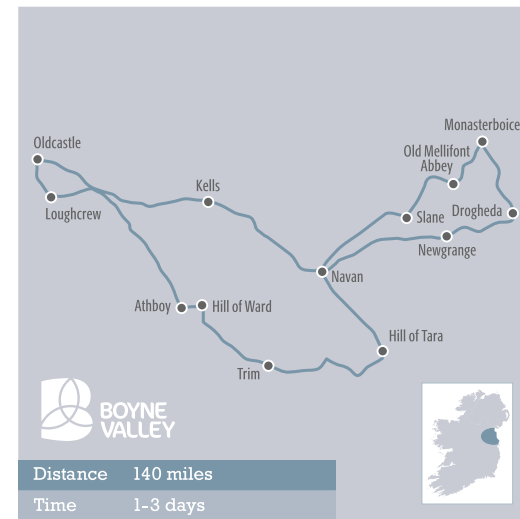 Monasterboice
Old Mellifont
Abbey
Oldcastle
Kells
Loughcrew
Slane
Drogheda
Newgrange
Navan
Athboy
Hill of Ward
Hill of Tara
Trim
BOYNE
VALLEY
Distance 140 miles
Time 1-3 days